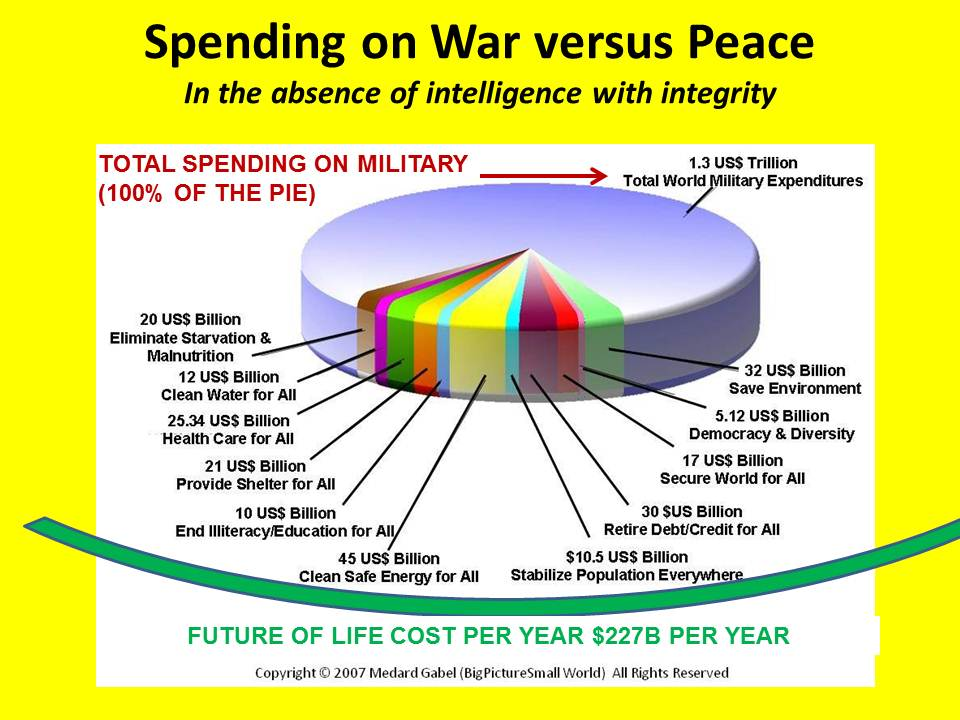 Spending on War versus Peace
In the absence of intelligence with integrity
TOTAL SPENDING ON MILITARY
(100% OF THE PIE)
1.3 US$ Trillion
Total World Military Expenditures
20 US$ Billion
Eliminate Starvation &
Malnutrition
12 US$ Billion
Clean Water for All
25.34 US$ Billion
Health Care for All
21 US$ Billion
Provide Shelter for All
10 US$ Billion
End Illiteracy/Education for All
45 US$ Billion
Clean Safe Energy for All
$10.5 US$ Billion
Stabilize Population Everywhere
30 $US Billion
Retire Debt/Credit for All
17 US$ Billion
Secure World for All
5.12 US$ Billion
Democracy & Diversity
32 US$ Billion
Save Environment
FUTURE OF LIFE COST PER YEAR $227B PER YEAR
Copyright © 2007 Medard Gabel (BigPictureSmall World) All Rights Reserved